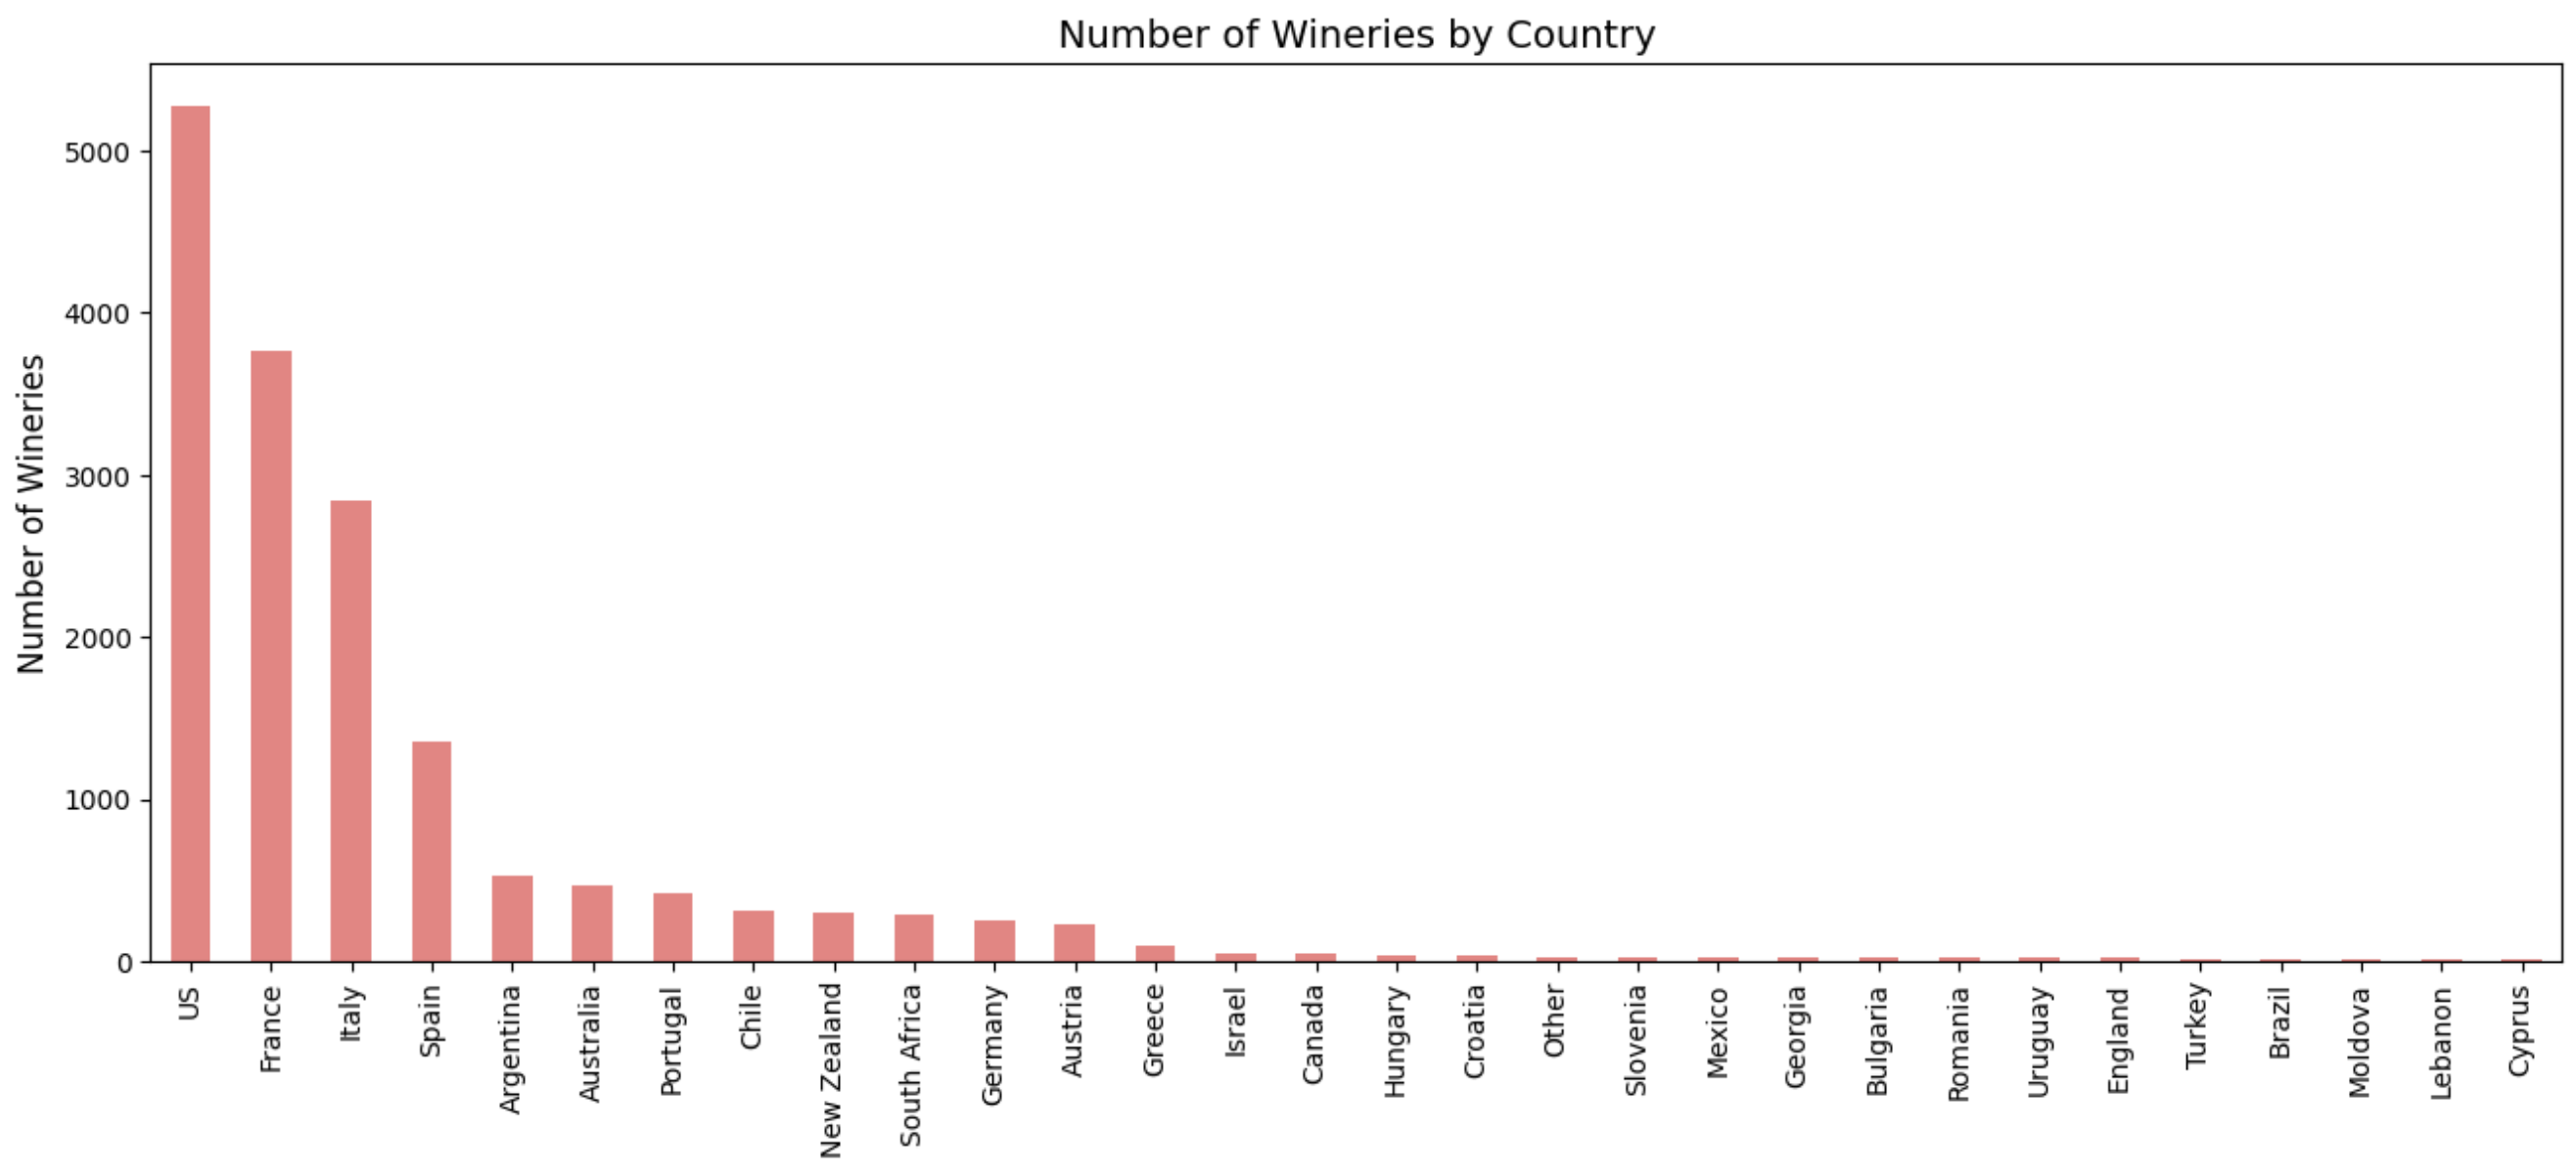 Number of Wineries by Country
Number of Wineries
5000
4000
3000
2000
1000
0
US
France
Italy
Spain
Argentina
Australia
Portugal
Chile
New Zealand
South Africa
Germany
Austria
Greece
Israel
Canada
Hungary
Croatia
Other
Slovenia
Mexico
Georgia
Bulgaria
Romania
Uruguay
England
Turkey
Brazil
Moldova
Lebanon
Cyprus